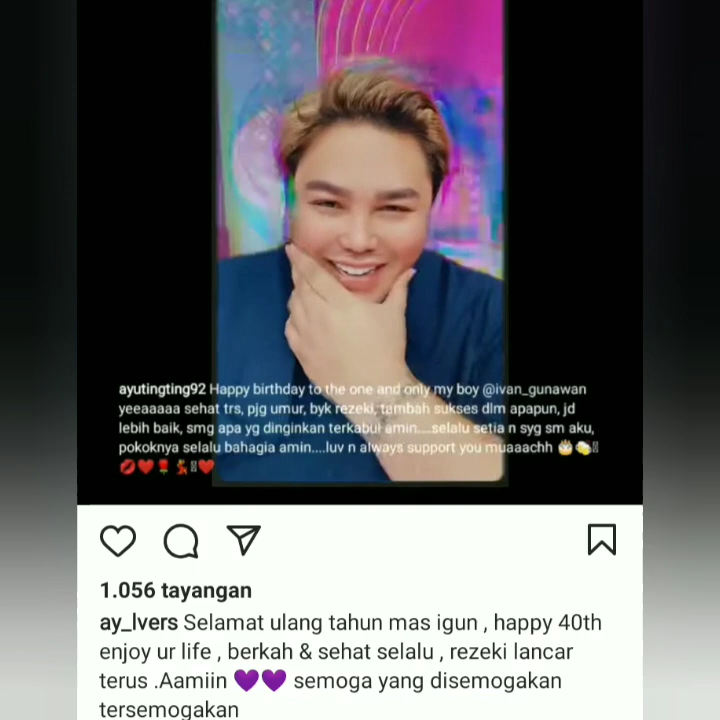 ayutingting92 Happy birthday to the one and only my boy @ivan_gunawan
yeeaaaaa sehat trs, pjg umur, byk rezeki, tambah sukses dlm apapun, jd
lebih baik, smg apa yg dinginkan terkabul amin....selalu setia n syg sm aku,
pokoknya selalu bahagia amin....luv n always support you muaaachh 🎂🍻
💋❤️🌹💃❤️
1.056 tayangan
ay_lvers Selamat ulang tahun mas igun , happy 40th
enjoy ur life , berkah & sehat selalu , rezeki lancar
terus .Aamiin 💜💜 semoga yang disemogakan
tersemogakan